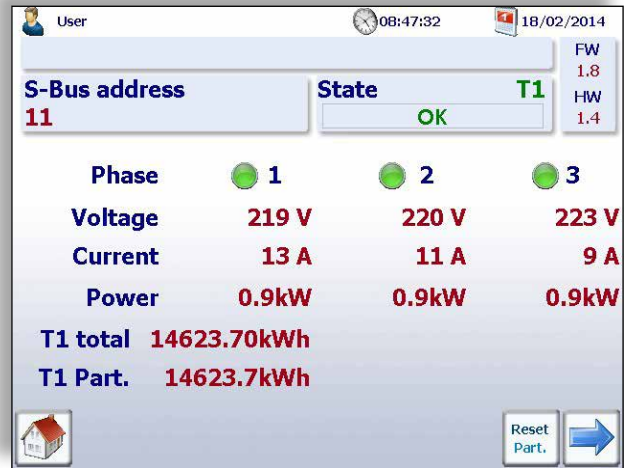 User 08:47:32 18/02/2014
FW
1.8
S-Bus address State T1 HW
11 OK 1.4
Phase 1 2 3
Voltage 219 V 220 V 223 V
Current 13 A 11 A 9 A
Power 0.9kW 0.9kW 0.9kW
T1 total 14623.70kWh
T1 Part. 14623.7kWh
Reset
Part.